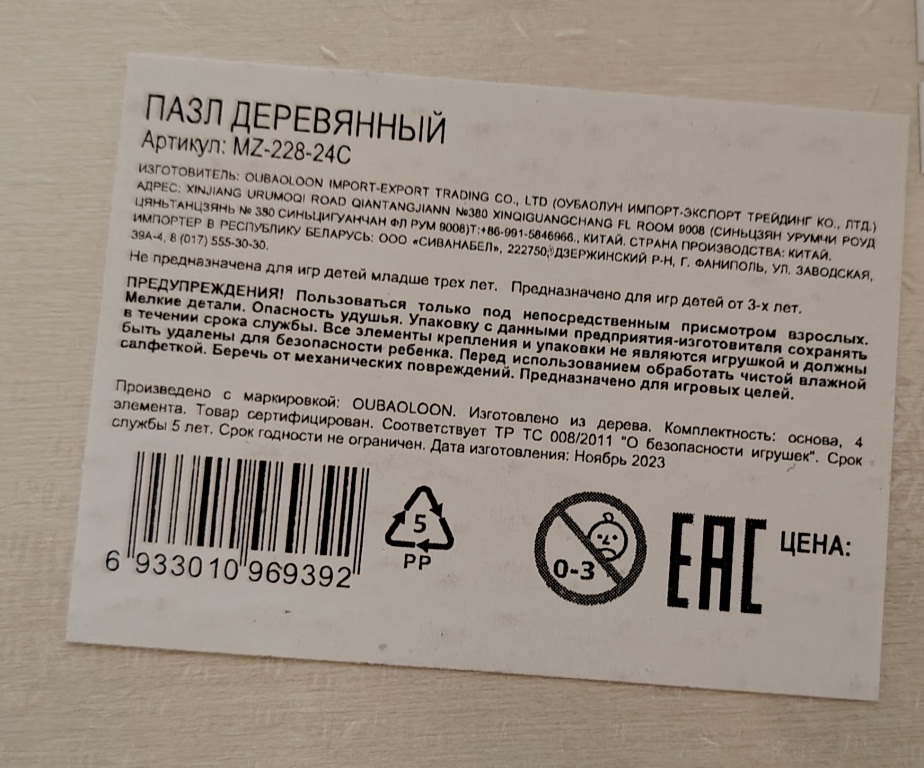 ПАЗЛ ДЕРЕВЯННЫЙ
Артикул: MZ-228-24C
ИЗГОТОВИТЕЛЬ: OUBAOLOON IMPORT-EXPORT TRADING CO., LTD (ОУБАОЛУН ИМПОРТ-ЭКСПОРТ ТРЕЙДИНГ КО., ЛТД.)
АДРЕС: XINJIANG URUMOQI ROAD QIANTANGJIANN №380 XINQIGUANGCHANG FL ROOM 9008 (СИНЬЦЗЯН УРУМЧИ РОУД
ЦЯНЬТАНЦЗЯНЬ № 380 СИНЬЦИГУАНЧАН ФЛ РУМ 9008)Т:+86-991-5846966., КИТАЙ. СТРАНА ПРОИЗВОДСТВА: КИТАЙ.
ИМПОРТЕР В РЕСПУБЛИКУ БЕЛАРУСЬ: ООО «СИВАНАБЕЛ», 222750, ДЗЕРЖИНСКИЙ Р-Н, Г. ФАНИПОЛЬ, УЛ. ЗАВОДСКАЯ,
39А-4, 8 (017) 555-30-30.
Не предназначена для игр детей младше трех лет. Предназначено для игр детей от 3-х лет.
ПРЕДУПРЕЖДЕНИЯ! Пользоваться только под непосредственным присмотром взрослых.
Мелкие детали. Опасность удушья. Упаковку с данными предприятия-изготовителя сохранять
в течении срока службы. Все элементы крепления и упаковки не являются игрушкой и должны
быть удалены для безопасности ребенка. Перед использованием обработать чистой влажной
салфеткой. Беречь от механических повреждений. Предназначено для игровых целей.
Произведено с маркировкой: OUBAOLOON. Изготовлено из дерева. Комплектность: основа, 4
элемента. Товар сертифицирован. Соответствует ТР ТС 008/2011 "О безопасности игрушек". Срок
службы 5 лет. Срок годности не ограничен. Дата изготовления: Ноябрь 2023
6 933010 969392
5
PP
0-3
EAC
ЦЕНА: